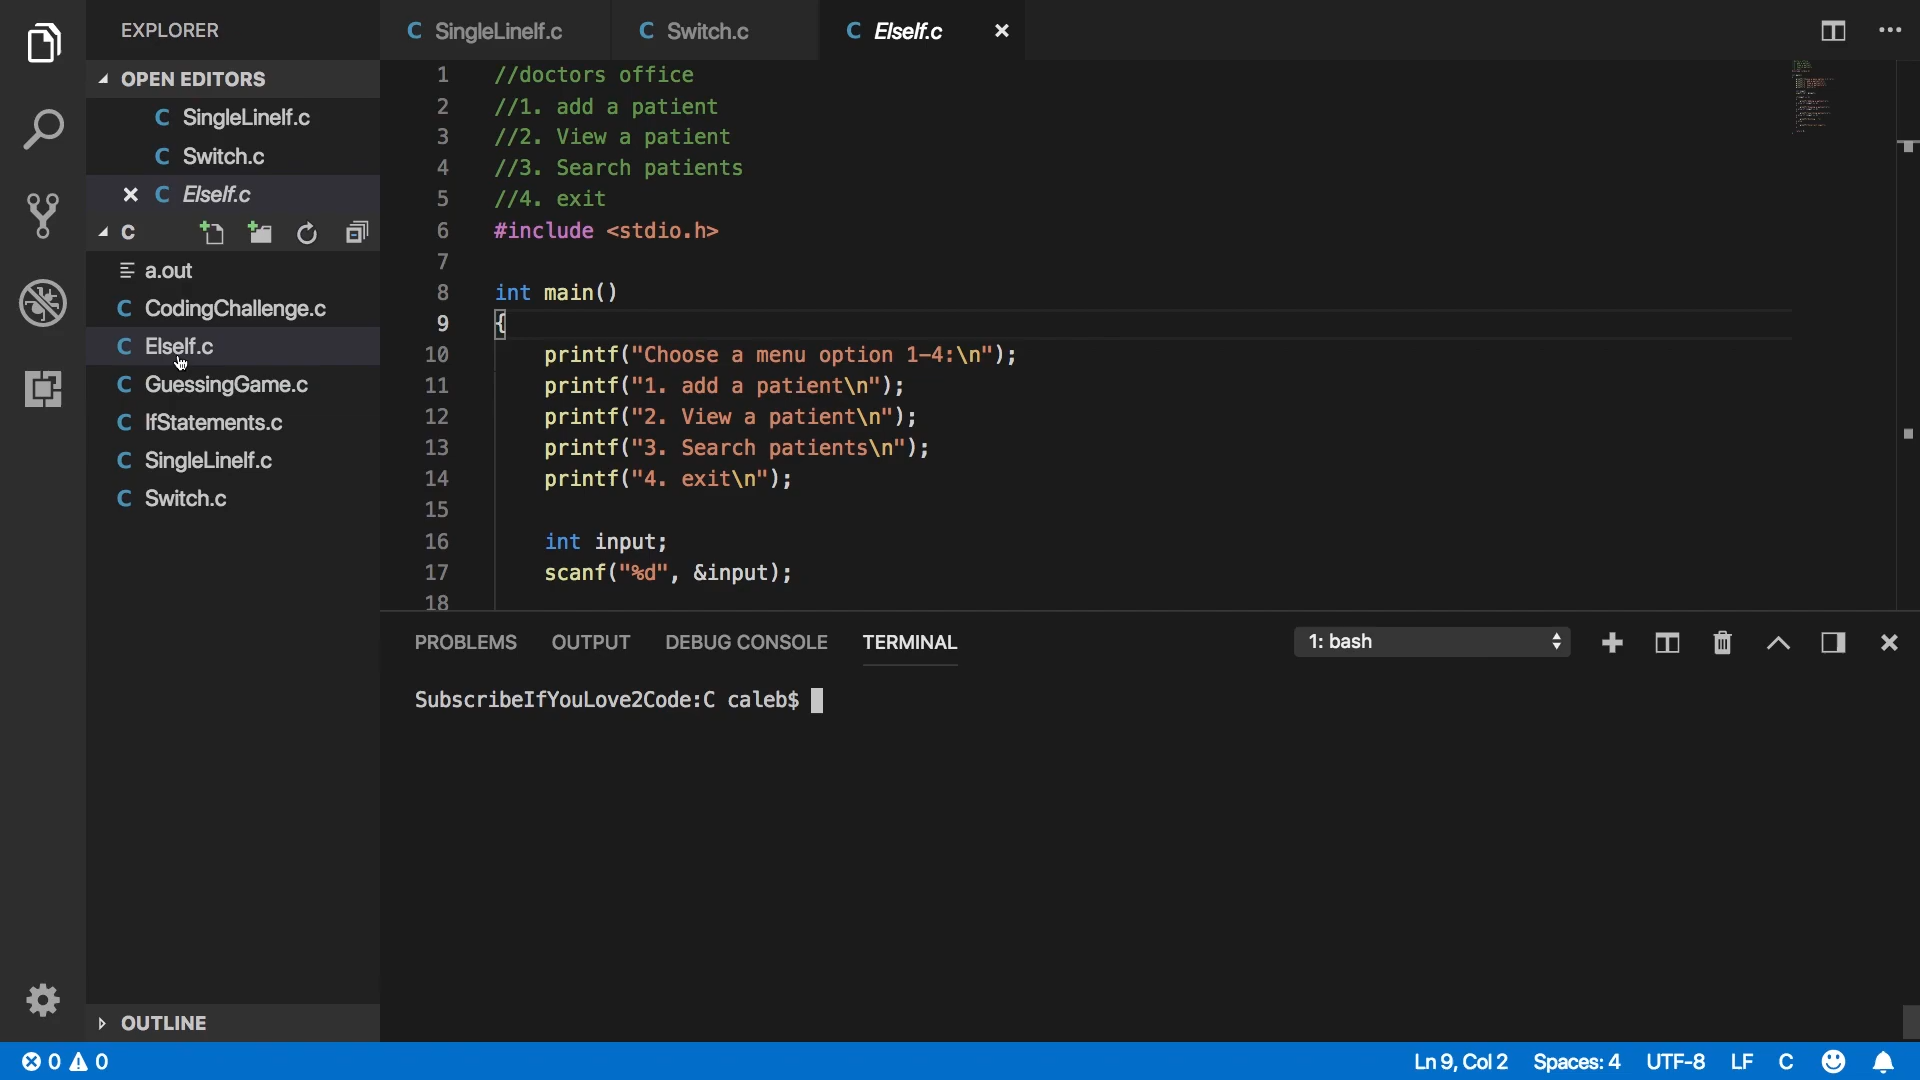 EXPLORER
OPEN EDITORS
C SingleLineIf.c
C Switch.c
C ElseIf.c
C
a.out
C CodingChallenge.c
C ElseIf.c
C GuessingGame.c
C IfStatements.c
C SingleLineIf.c
C Switch.c
OUTLINE
C SingleLineIf.c C Switch.c C ElseIf.c
1 //doctors office
2 //1. add a patient
3 //2. View a patient
4 //3. Search patients
5 //4. exit
6 #include <stdio.h>
7
8 int main()
9 {
10 printf("Choose a menu option 1-4:\n");
11 printf("1. add a patient\n");
12 printf("2. View a patient\n");
13 printf("3. Search patients\n");
14 printf("4. exit\n");
15
16 int input;
17 scanf("%d", &input);
18
PROBLEMS OUTPUT DEBUG CONSOLE TERMINAL 1: bash
SubscribeIfYouLove2Code:C caleb$
0 0 Ln 9, Col 2 Spaces: 4 UTF-8 LF C